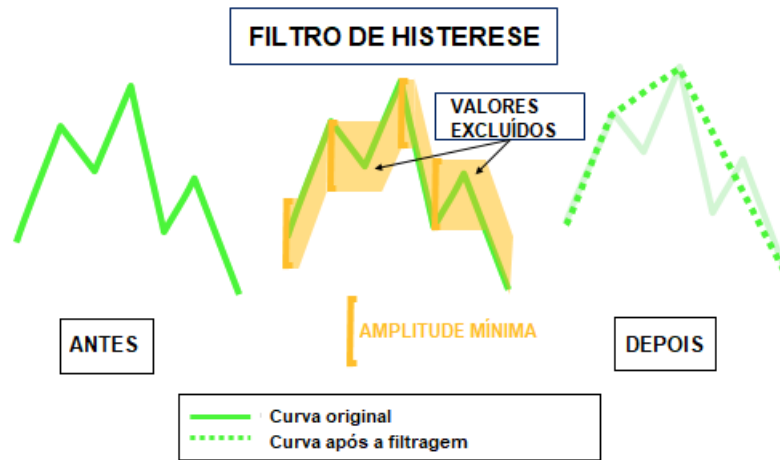 FILTRO DE HISTERESE
VALORES
EXCLUÍDOS
AMPLITUDE MÍNIMA
ANTES
DEPOIS
Curva original
Curva após a filtragem